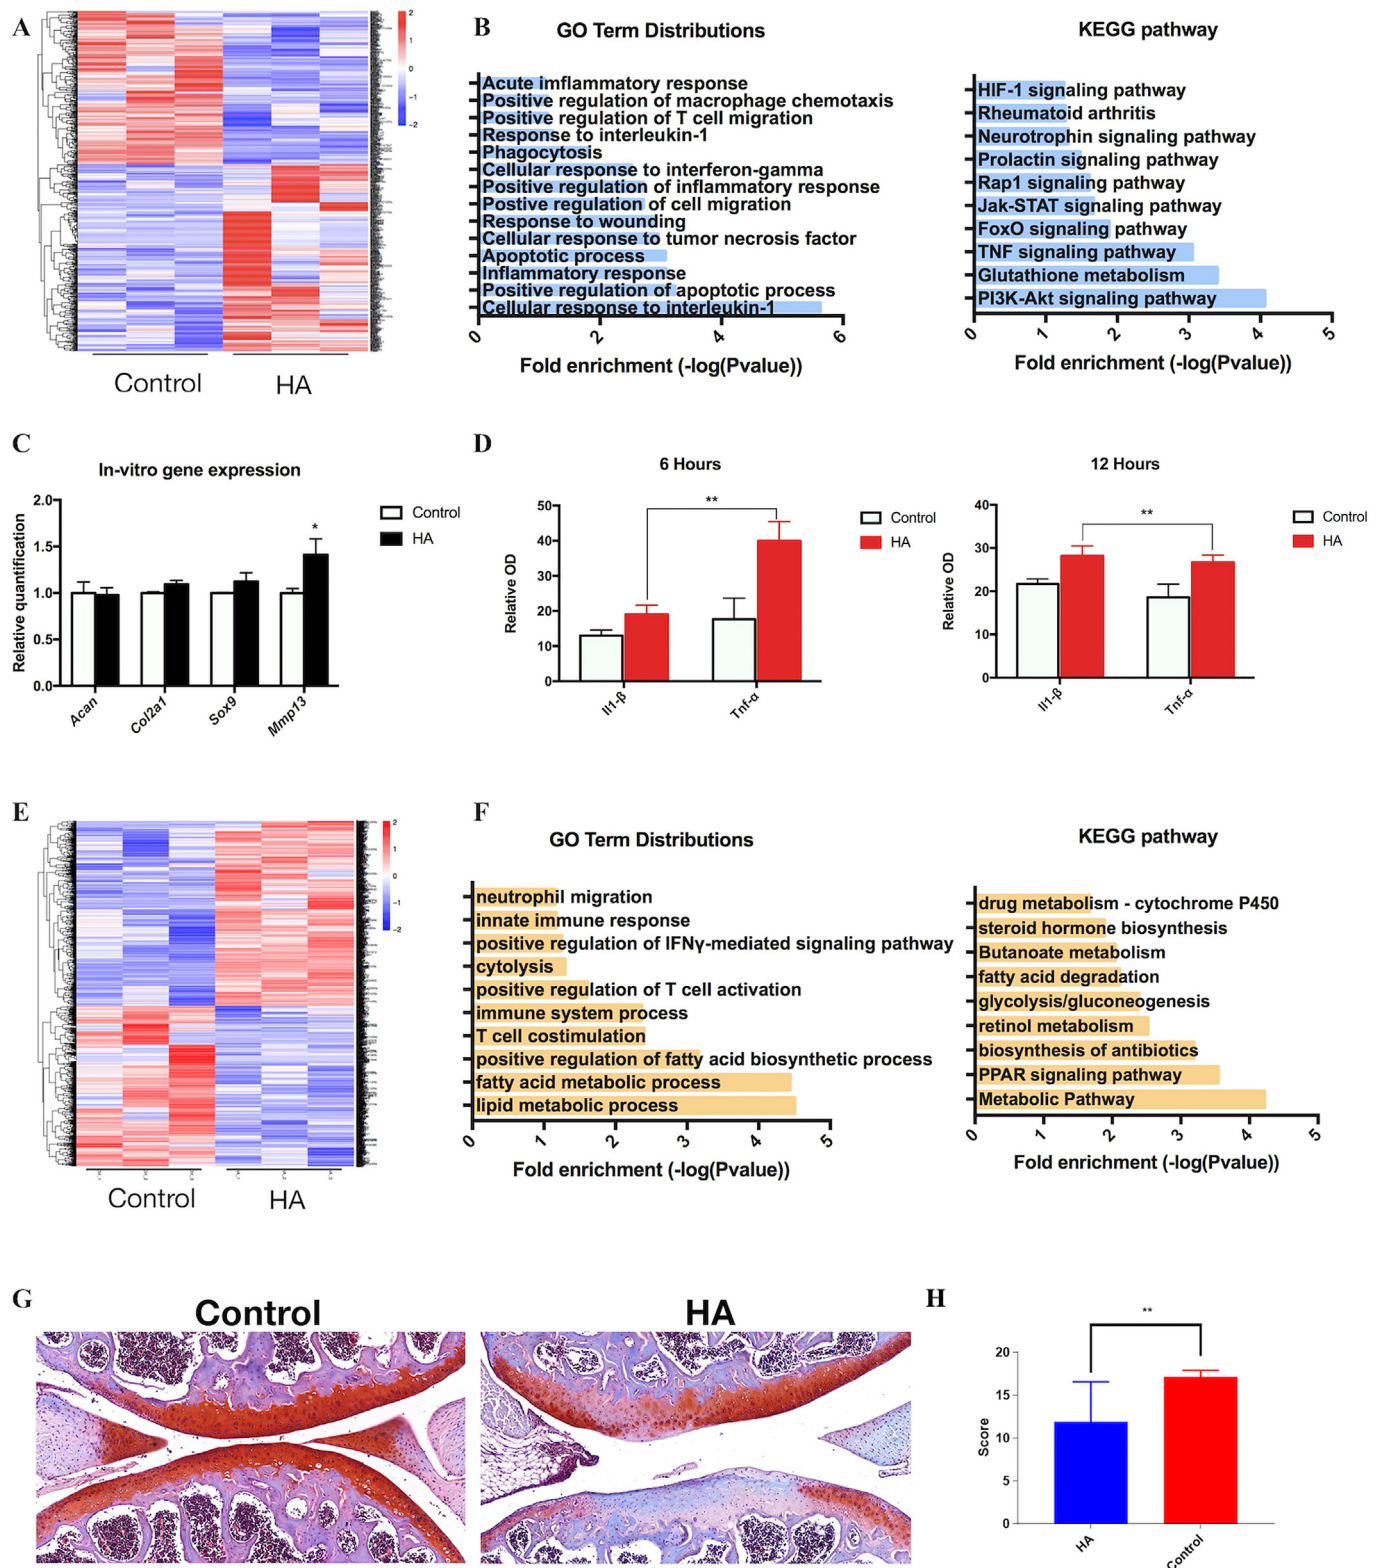 A
2
1
0
−1
−2
Control
HA
B
GO Term Distributions
Acute imflammatory response
Positive regulation of macrophage chemotaxis
Positive regulation of T cell migration
Response to interleukin-1
Phagocytosis
Cellular response to interferon-gamma
Positive regulation of inflammatory response
Postive regulation of cell migration
Response to wounding
Cellular response to tumor necrosis factor
Apoptotic process
Inflammatory response
Positive regulation of apoptotic process
Cellular response to interleukin-1
0 2 4 6
Fold enrichment (-log(Pvalue))
KEGG pathway
HIF-1 signaling pathway
Rheumatoid arthritis
Neurotrophin signaling pathway
Prolactin signaling pathway
Rap1 signaling pathway
Jak-STAT signaling pathway
FoxO signaling pathway
TNF signaling pathway
Glutathione metabolism
PI3K-Akt signaling pathway
0 1 2 3 4 5
Fold enrichment (-log(Pvalue))
C
In-vitro gene expression
Relative quantification
2.0
1.5
1.0
0.5
0.0
*
Control
HA
Acan Col2a1 Sox9 Mmp13
D
6 Hours
Relative OD
50
40
30
20
10
0
**
Control
HA
Il1-β Tnf-α
12 Hours
Relative OD
40
30
20
10
0
**
Control
HA
Il1-β Tnf-α
E
2
1
0
−1
−2
Control
HA
F
GO Term Distributions
neutrophil migration
innate immune response
positive regulation of IFNγ-mediated signaling pathway
cytolysis
positive regulation of T cell activation
immune system process
T cell costimulation
positive regulation of fatty acid biosynthetic process
fatty acid metabolic process
lipid metabolic process
0 1 2 3 4 5
Fold enrichment (-log(Pvalue))
KEGG pathway
drug metabolism - cytochrome P450
steroid hormone biosynthesis
Butanoate metabolism
fatty acid degradation
glycolysis/gluconeogenesis
retinol metabolism
biosynthesis of antibiotics
PPAR signaling pathway
Metabolic Pathway
0 1 2 3 4 5
Fold enrichment (-log(Pvalue))
G
Control
HA
H
**
Score
20
15
10
5
0
HA
Control